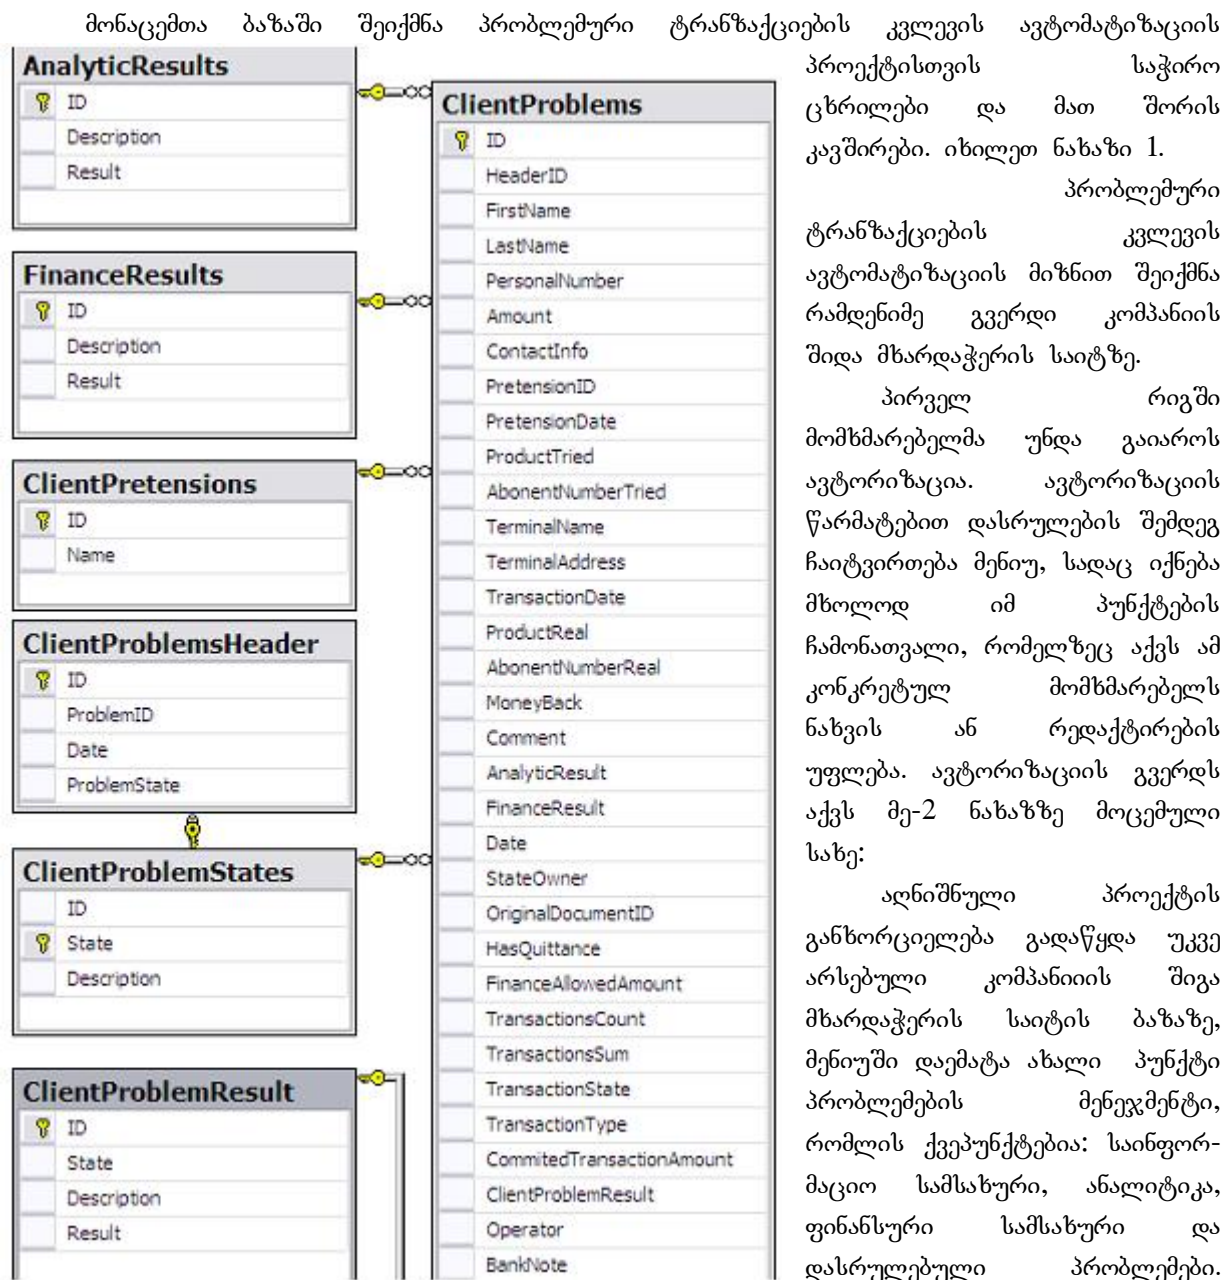 მონაცემთა ბაზაში შეიქმნა პრობლემური ტრანზაქციების კვლევის ავტომატიზაციის
პროექტისთვის საჭირო
ცხრილები და მათ შორის
კავშირები. იხილეთ ნახაზი 1.
პრობლემური
ტრანზაქციების კვლევის
ავტომატიზაციის მიზნით შეიქმნა
რამდენიმე გვერდი კომპანიის
შიდა მხარდაჭერის საიტზე.
პირველ რიგში
მომხმარებელმა უნდა გაიაროს
ავტორიზაცია. ავტორიზაციის
წარმატებით დასრულების შემდეგ
ჩაიტვირთება მენიუ, სადაც იქნება
მხოლოდ იმ პუნქტების
ჩამონათვალი, რომელზეც აქვს ამ
კონკრეტულ მომხმარებელს
ნახვის ან რედაქტირების
უფლება. ავტორიზაციის გვერდს
აქვს მე-2 ნახაზზე მოცემული
სახე:
აღნიშნული პროექტის
განხორციელება გადაწყდა უკვე
არსებული კომპანიიის შიგა
მხარდაჭერის საიტის ბაზაზე,
მენიუში დაემატა ახალი პუნქტი
პრობლემების მენეჯმენტი,
რომლის ქვეპუნქტებია: საინფორ-
მაციო სამსახური, ანალიტიკა,
ფინანსური სამსახური და
დასრულებული პრობლემები.
AnalyticResults
ID
Description
Result
FinanceResults
ID
Description
Result
ClientPretensions
ID
Name
ClientProblemsHeader
ID
ProblemID
Date
ProblemState
ClientProblemStates
ID
State
Description
ClientProblemResult
ID
State
Description
Result
ClientProblems
ID
HeaderID
FirstName
LastName
PersonalNumber
Amount
ContactInfo
PretensionID
PretensionDate
ProductTried
AbonentNumberTried
TerminalName
TerminalAddress
TransactionDate
ProductReal
AbonentNumberReal
MoneyBack
Comment
AnalyticResult
FinanceResult
Date
StateOwner
OriginalDocumentID
HasQuittance
FinanceAllowedAmount
TransactionsCount
TransactionsSum
TransactionState
TransactionType
CommitedTransactionAmount
ClientProblemResult
Operator
BankNote